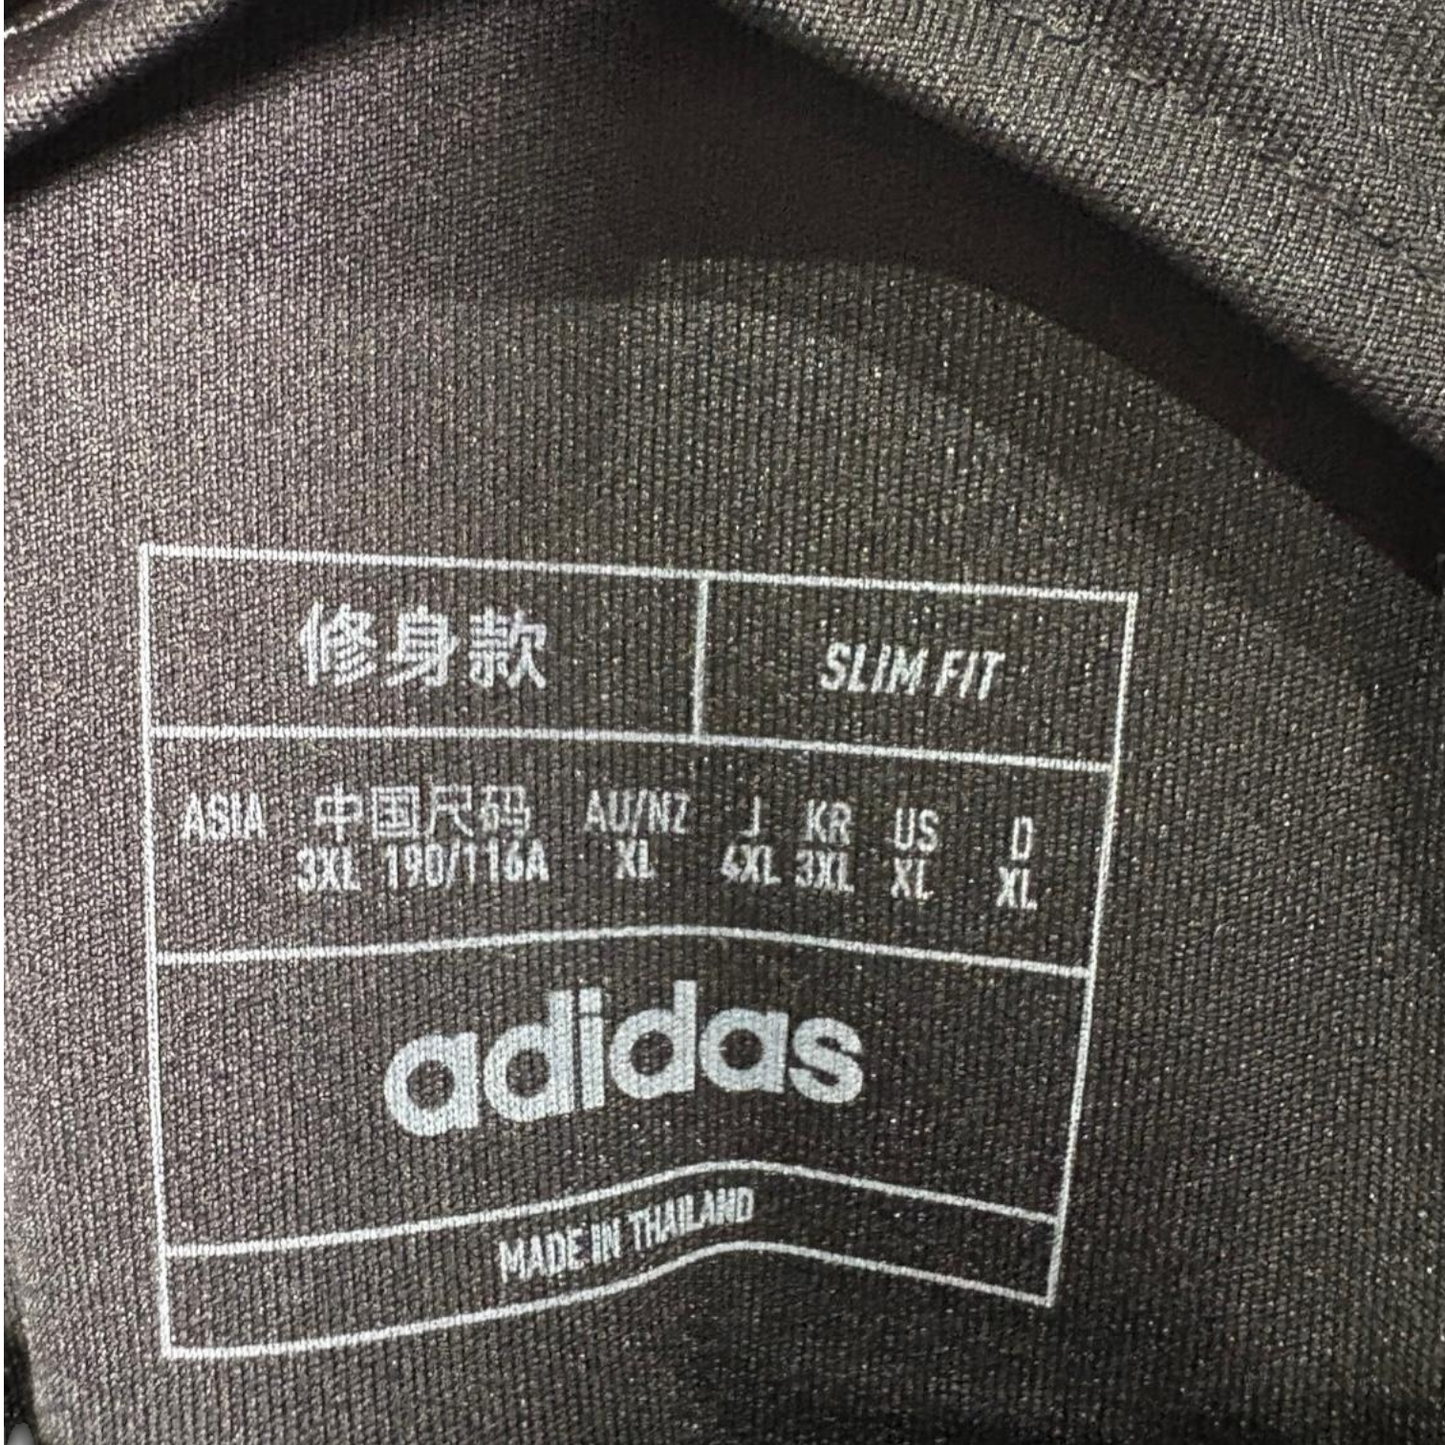 修身款 SLIM FIT
ASIA 中国尺码 AU/NZ J KR US D
3XL 190/116A XL 4XL 3XL XL XL
adidas
MADE IN THAILAND